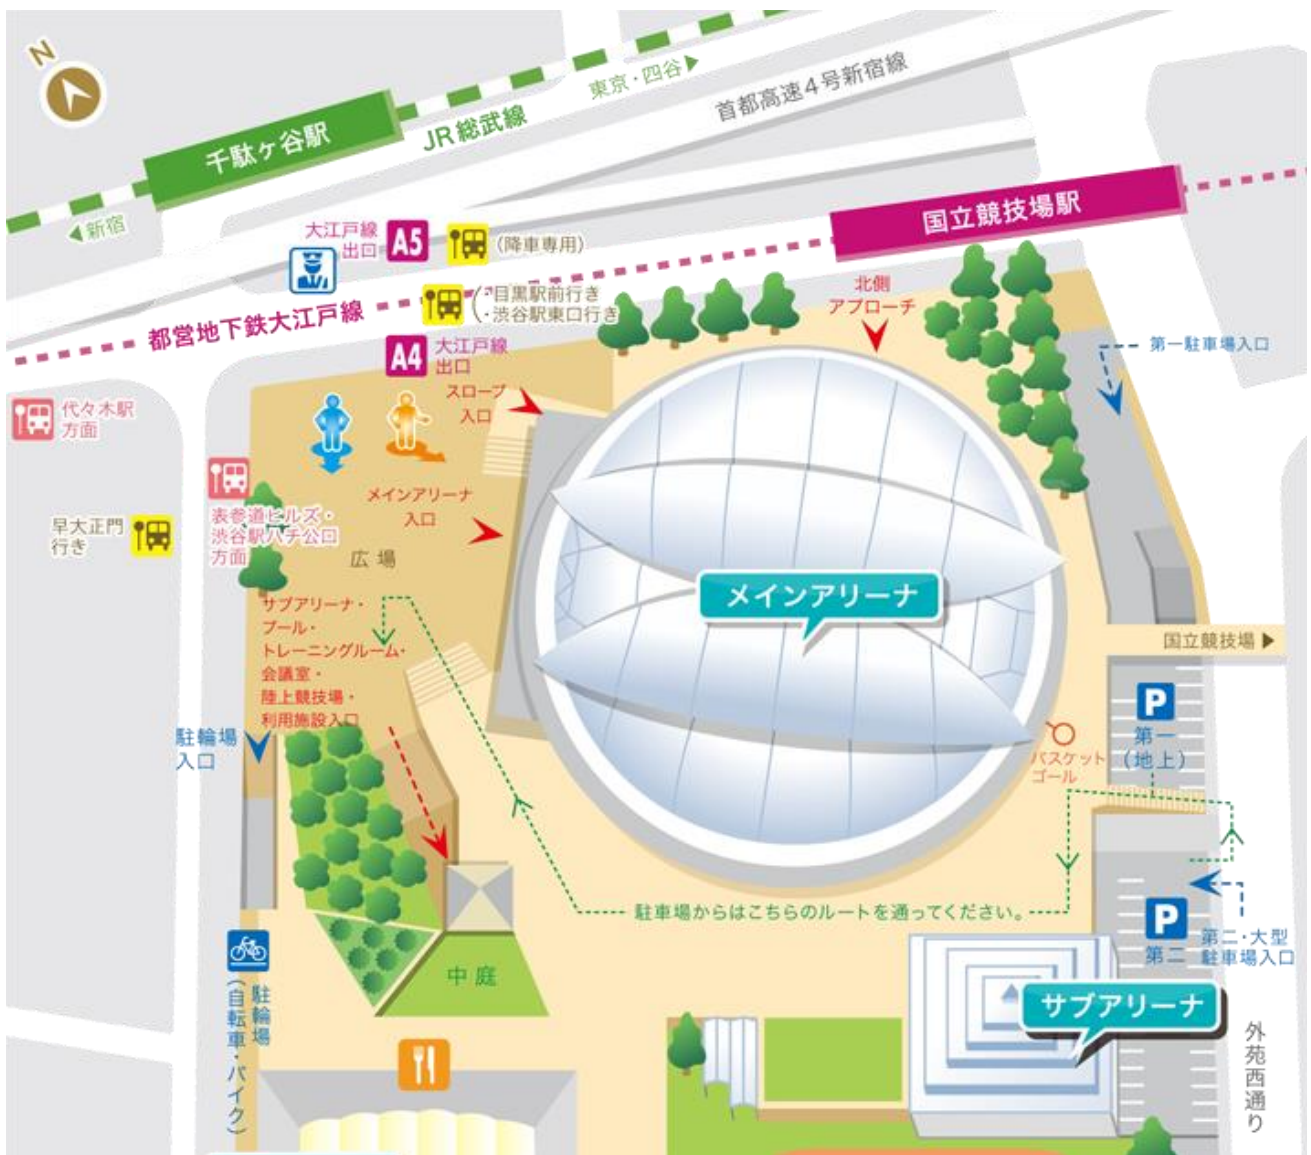 N
東京・四谷▶
首都高速4号新宿線
JR総武線
千駄ヶ谷駅
◀新宿
国立競技場駅
大江戸線
出口
A5
(降車専用)
・目黒駅前行き
・渋谷駅東口行き
都営地下鉄大江戸線
A4
大江戸線
出口
北側
アプローチ
第一駐車場入口
スロープ
入口
代々木駅
方面
メインアリーナ
入口
表参道ヒルズ・
渋谷駅ハチ公口
方面
早大正門
行き
広場
サブアリーナ・
プール・
トレーニングルーム・
会議室・
陸上競技場・
利用施設入口
メインアリーナ
国立競技場▶
P
第一
(地上)
バスケット
ゴール
駐輪場
入口
駐車場からはこちらのルートを通ってください。
P
第二
第二・大型
駐車場入口
中庭
サブアリーナ
駐輪場
(自転車・バイク)
外苑西通り